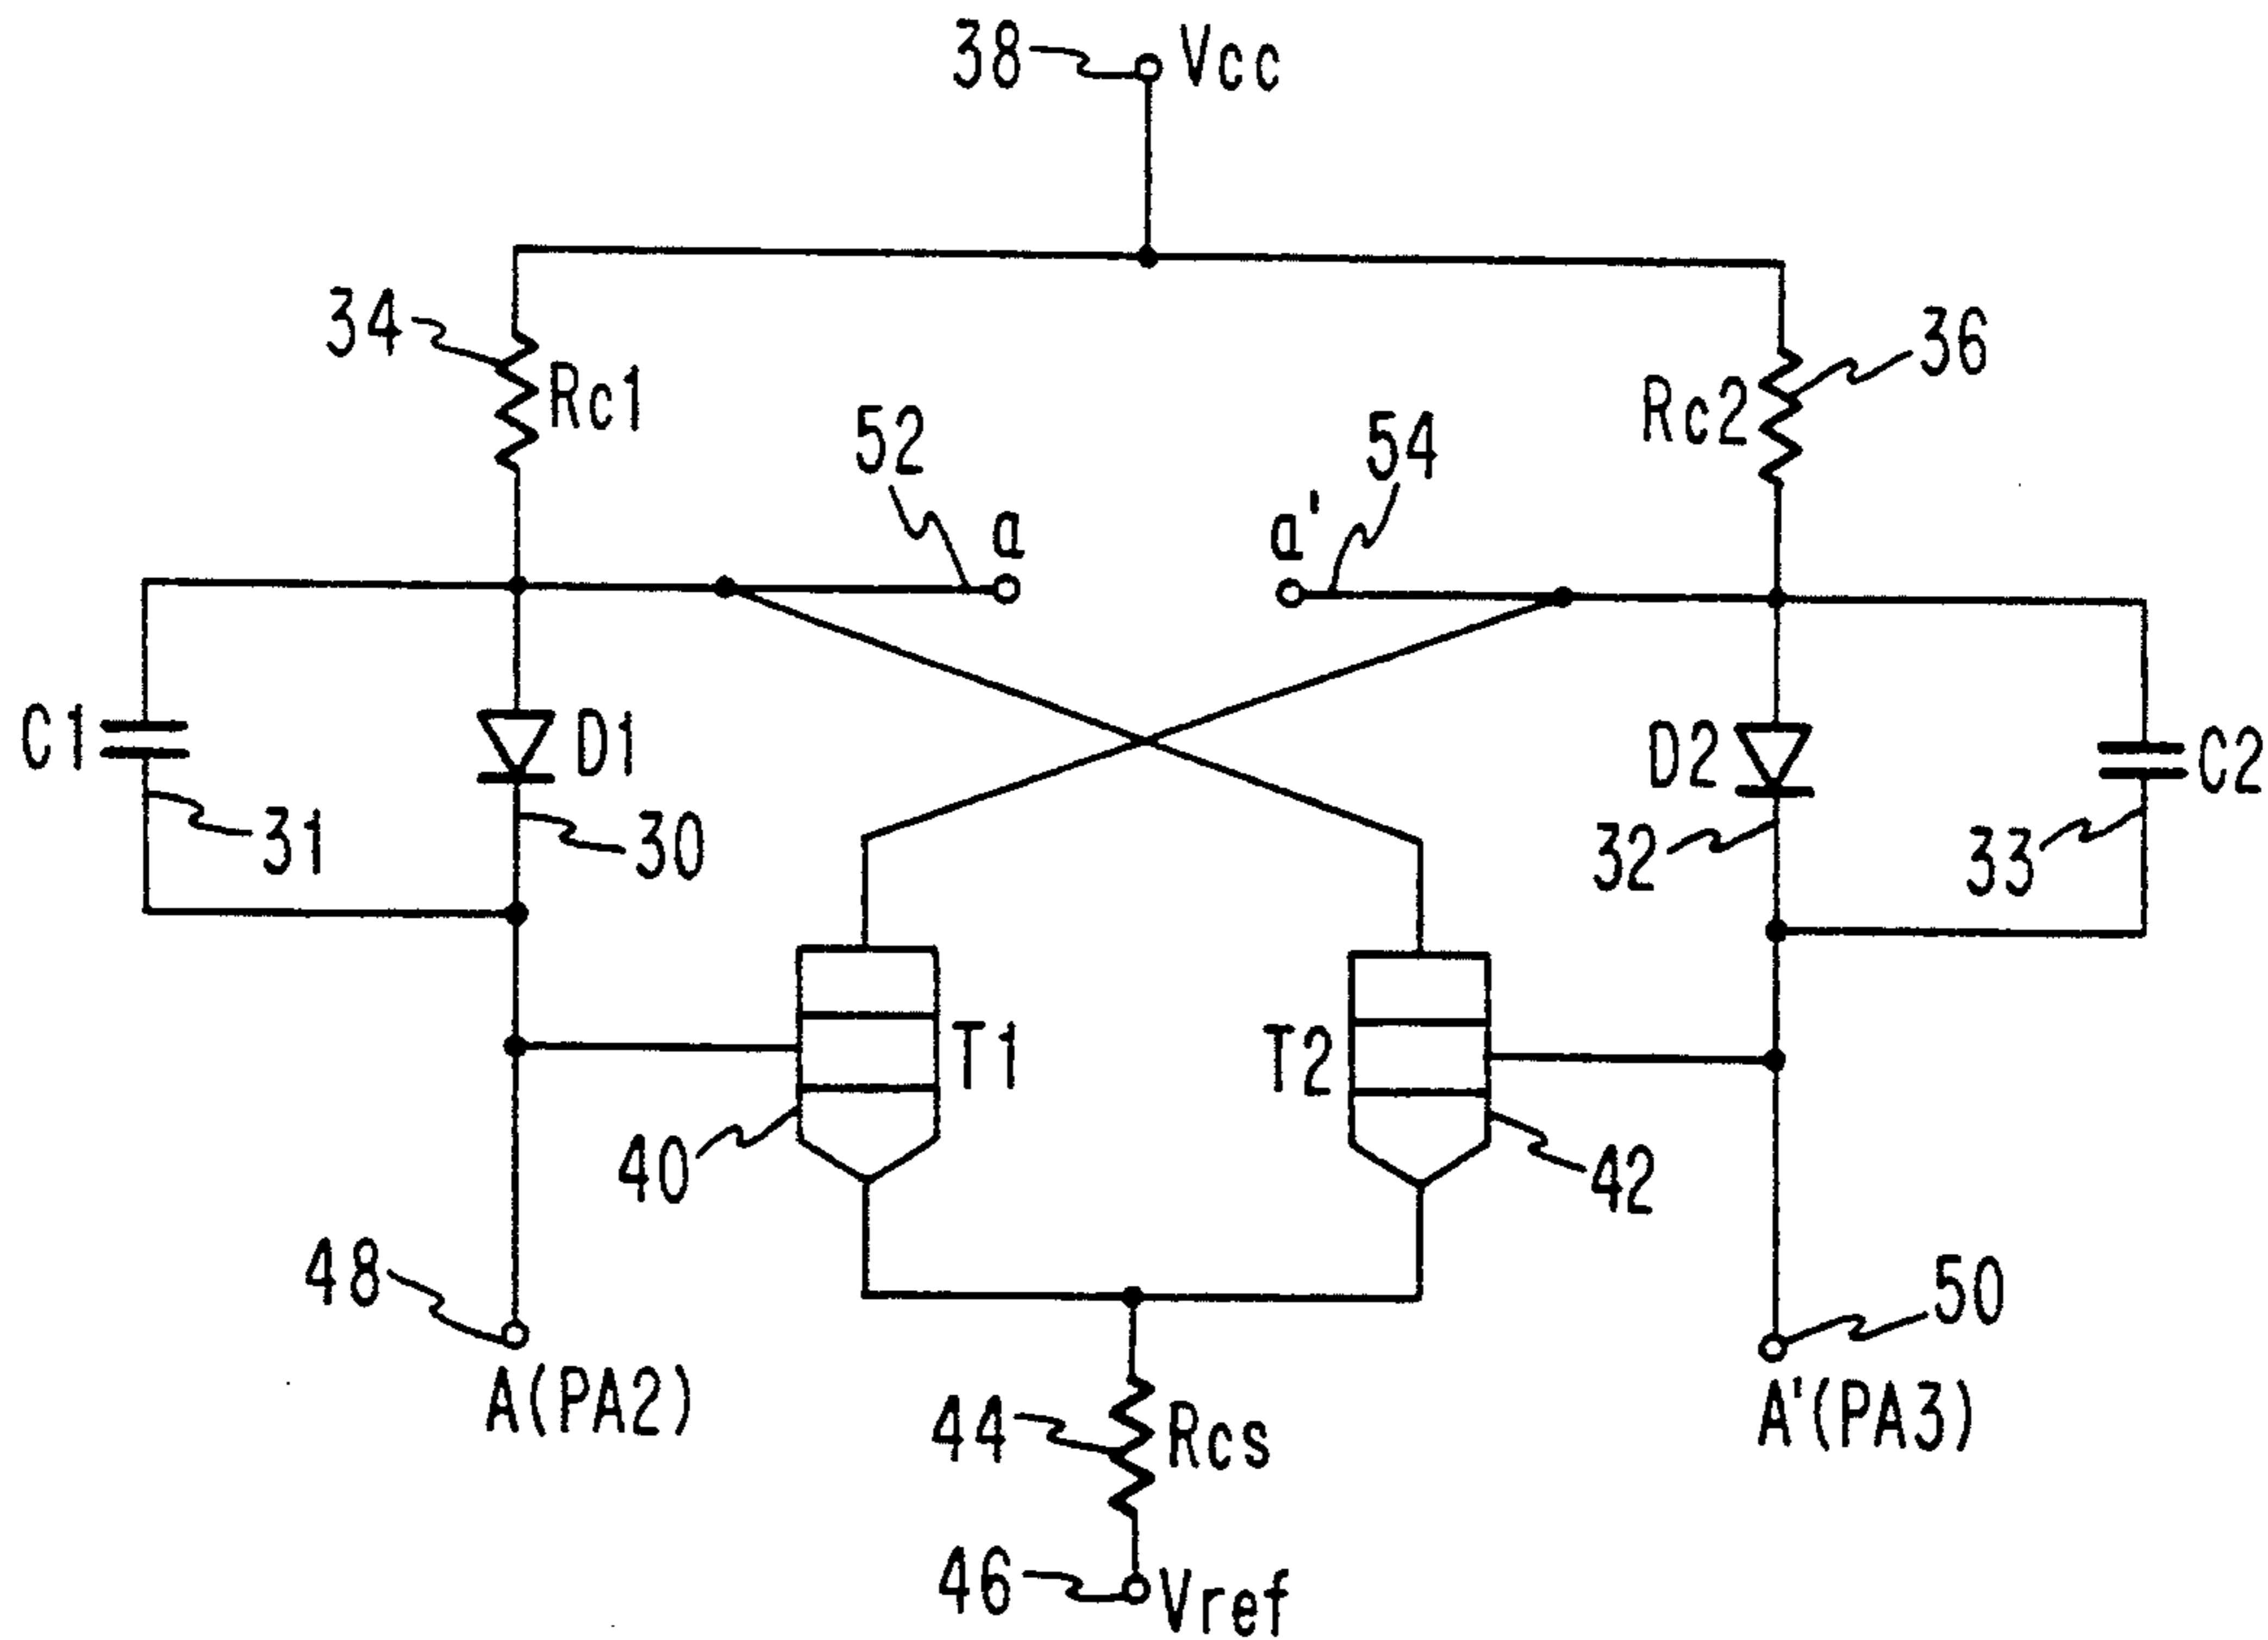 38 Vcc
34 Rc1
36 Rc2
52 a
54 a'
C1 31
D1 30
D2 32
C2 33
T1 40
T2 42
48 A(PA2)
50 A'(PA3)
44 Rcs
46 Vref